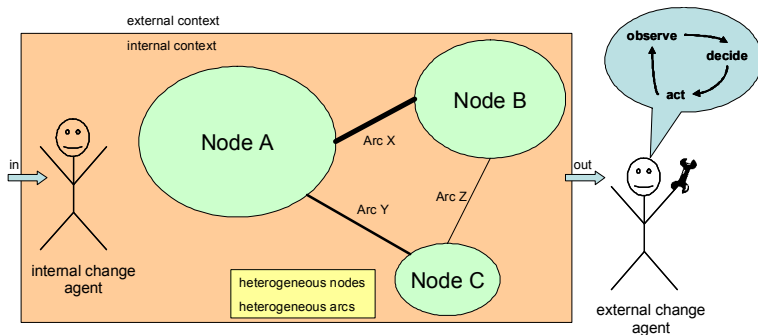 external context
internal context
observe
decide
act
Node A
Node B
Arc X
in
out
Arc Y
Arc Z
Node C
internal change
agent
heterogeneous nodes
heterogeneous arcs
external change
agent